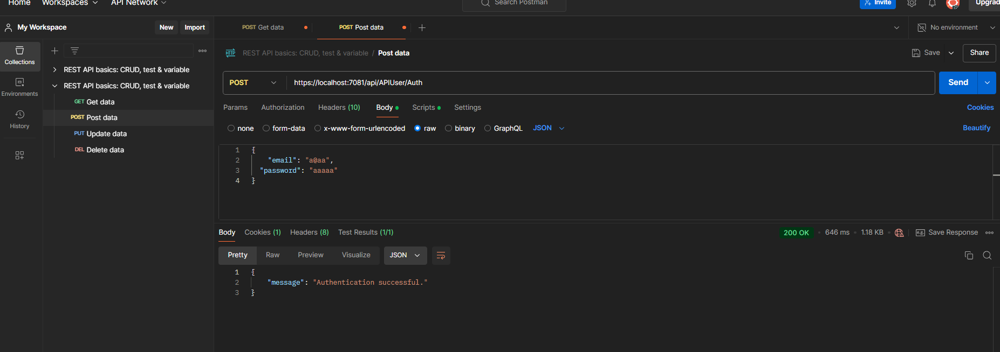 Home Workspaces API Network Search Postman Invite Upgrad
My Workspace New Import POST Get data POST Post data No environment
Collections
Environments
History
REST API basics: CRUD, test & variable
REST API basics: CRUD, test & variable
GET Get data
POST Post data
PUT Update data
DEL Delete data
HTTP REST API basics: CRUD, test & variable / Post data Save Share
POST https://localhost:7081/api/APIUser/Auth Send
Params Authorization Headers (10) Body Scripts Settings Cookies
none form-data x-www-form-urlencoded raw binary GraphQL JSON Beautify
1 {
2 "email": "a@aa",
3 "password": "aaaaa"
4 }
Body Cookies (1) Headers (8) Test Results (1/1) 200 OK 646 ms 1.18 KB e.g. Save Response
Pretty Raw Preview Visualize JSON
1 {
2 "message": "Authentication successful."
3 }